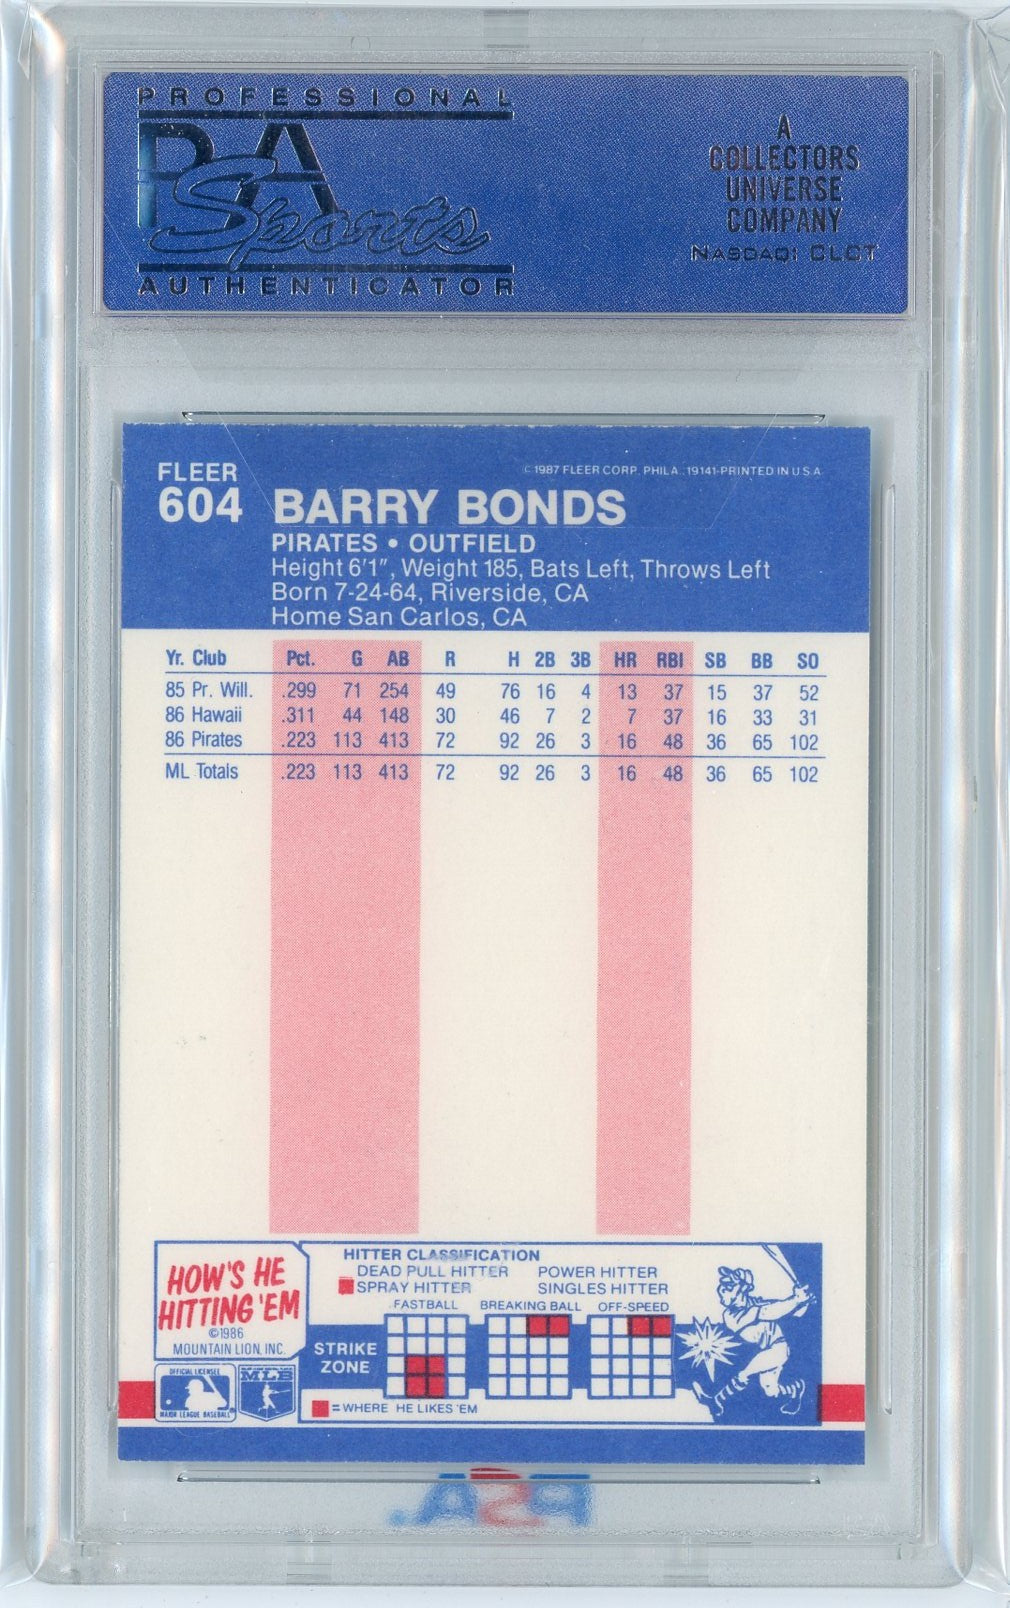 PROFESSIONAL
PSA
Sports
AUTHENTICATOR
A
COLLECTORS
UNIVERSE
COMPANY
NASDAQ: CLCT
FLEER
604
© 1987 FLEER CORP. PHILA. 19141-PRINTED IN U.S.A.
BARRY BONDS
PIRATES • OUTFIELD
Height 6'1", Weight 185, Bats Left, Throws Left
Born 7-24-64, Riverside, CA
Home San Carlos, CA
Yr. Club Pct. G AB R H 2B 3B HR RBI SB BB SO
85 Pr. Will. .299 71 254 49 76 16 4 13 37 15 37 52
86 Hawaii .311 44 148 30 46 7 2 7 37 16 33 31
86 Pirates .223 113 413 72 92 26 3 16 48 36 65 102
ML Totals .223 113 413 72 92 26 3 16 48 36 65 102
HOW'S HE
HITTING 'EM
©1986
MOUNTAIN LION, INC.
HITTER CLASSIFICATION
DEAD PULL HITTER POWER HITTER
SPRAY HITTER SINGLES HITTER
FASTBALL BREAKING BALL OFF-SPEED
STRIKE
ZONE
= WHERE HE LIKES 'EM
OFFICIAL LICENSEE
MAJOR LEAGUE BASEBALL
MLB
PSA